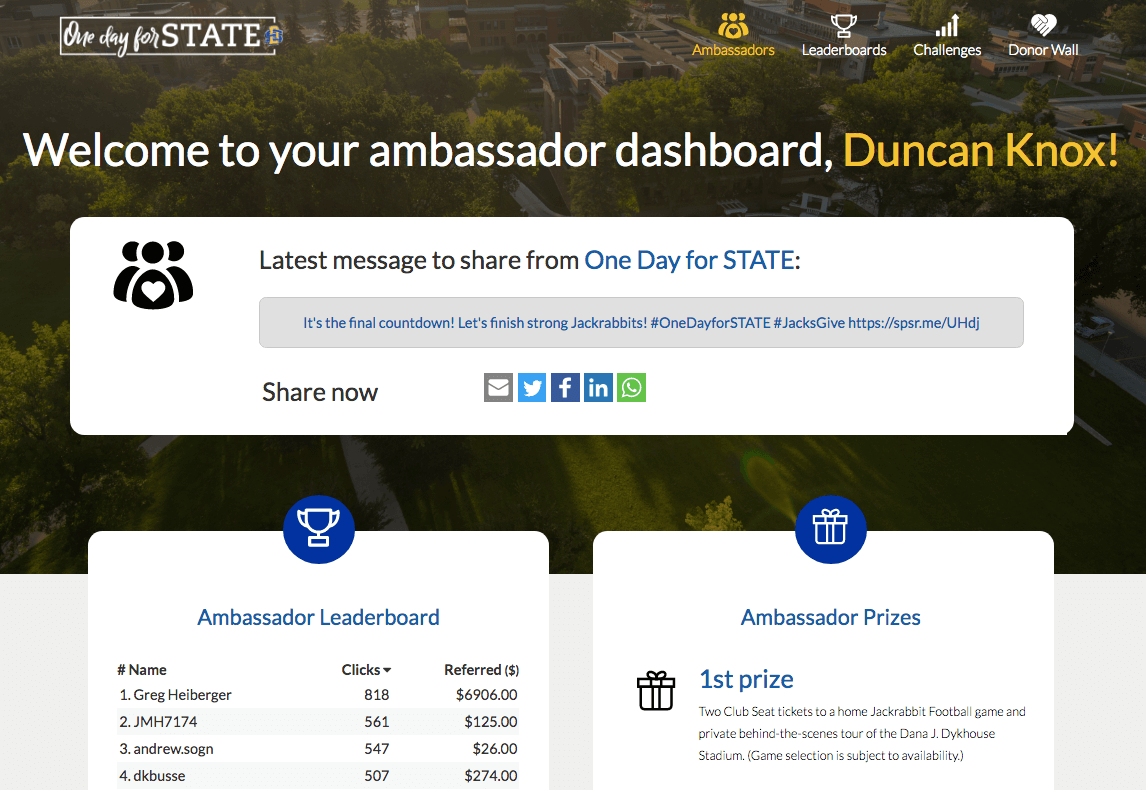 One day for STATE
Ambassadors
Leaderboards
Challenges
Donor Wall
Welcome to your ambassador dashboard, Duncan Knox!
Latest message to share from One Day for STATE:
It's the final countdown! Let's finish strong Jackrabbits! #OneDayforSTATE #JacksGive https://spsr.me/UHdj
Share now
Ambassador Leaderboard
# Name Clicks Referred ($)
1. Greg Heiberger 818 $6906.00
2. JMH7174 561 $125.00
3. andrew.sogn 547 $26.00
4. dkbusse 507 $274.00
Ambassador Prizes
1st prize
Two Club Seat tickets to a home Jackrabbit Football game and
private behind-the-scenes tour of the Dana J. Dykhouse
Stadium. (Game selection is subject to availability.)